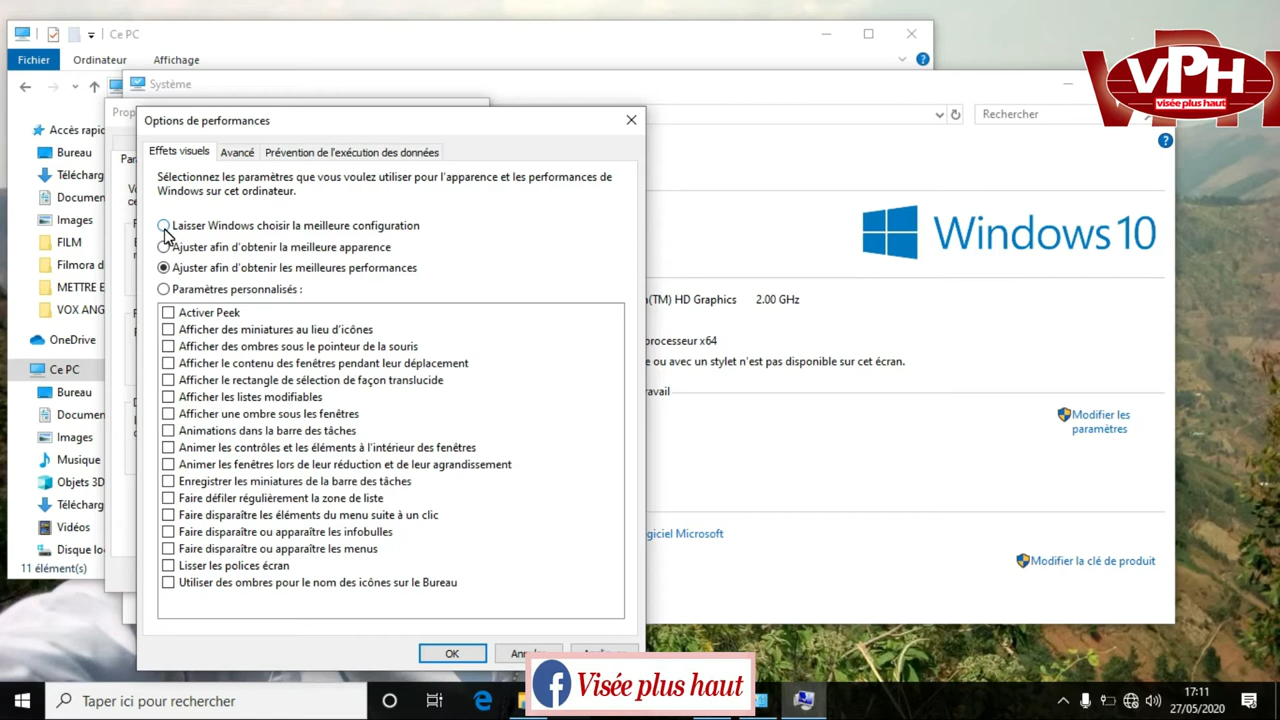 Ce PC
Fichier
Ordinateur
Affichage
Système
Rechercher
VPH
visée plus haut
Options de performances
Effets visuels
Avancé
Prévention de l'exécution des données
Sélectionnez les paramètres que vous voulez utiliser pour l'apparence et les performances de
Windows sur cet ordinateur.
Laisser Windows choisir la meilleure configuration
Ajuster afin d'obtenir la meilleure apparence
Ajuster afin d'obtenir les meilleures performances
Paramètres personnalisés :
Activer Peek
Afficher des miniatures au lieu d'icônes
Afficher des ombres sous le pointeur de la souris
Afficher le contenu des fenêtres pendant leur déplacement
Afficher le rectangle de sélection de façon translucide
Afficher les listes modifiables
Afficher une ombre sous les fenêtres
Animations dans la barre des tâches
Animer les contrôles et les éléments à l'intérieur des fenêtres
Animer les fenêtres lors de leur réduction et de leur agrandissement
Enregistrer les miniatures de la barre des tâches
Faire défiler régulièrement la zone de liste
Faire disparaître les éléments du menu suite à un clic
Faire disparaître ou apparaître les infobulles
Faire disparaître ou apparaître les menus
Lisser les polices écran
Utiliser des ombres pour le nom des icônes sur le Bureau
OK
Accès rapi
Bureau
Télécharg
Documen
Images
FILM
Filmora d
METTRE E
VOX ANG
OneDrive
Ce PC
Bureau
Documen
Images
Musique
Objets 3D
Télécharg
Vidéos
Disque lo
11 élément(s)
Windows 10
(TM) HD Graphics 2.00 GHz
processeur x64
ou avec un stylet n'est pas disponible sur cet écran.
ravail
Modifier les
paramètres
giciel Microsoft
Modifier la clé de produit
Visée plus haut
Taper ici pour rechercher
17:11
27/05/2020